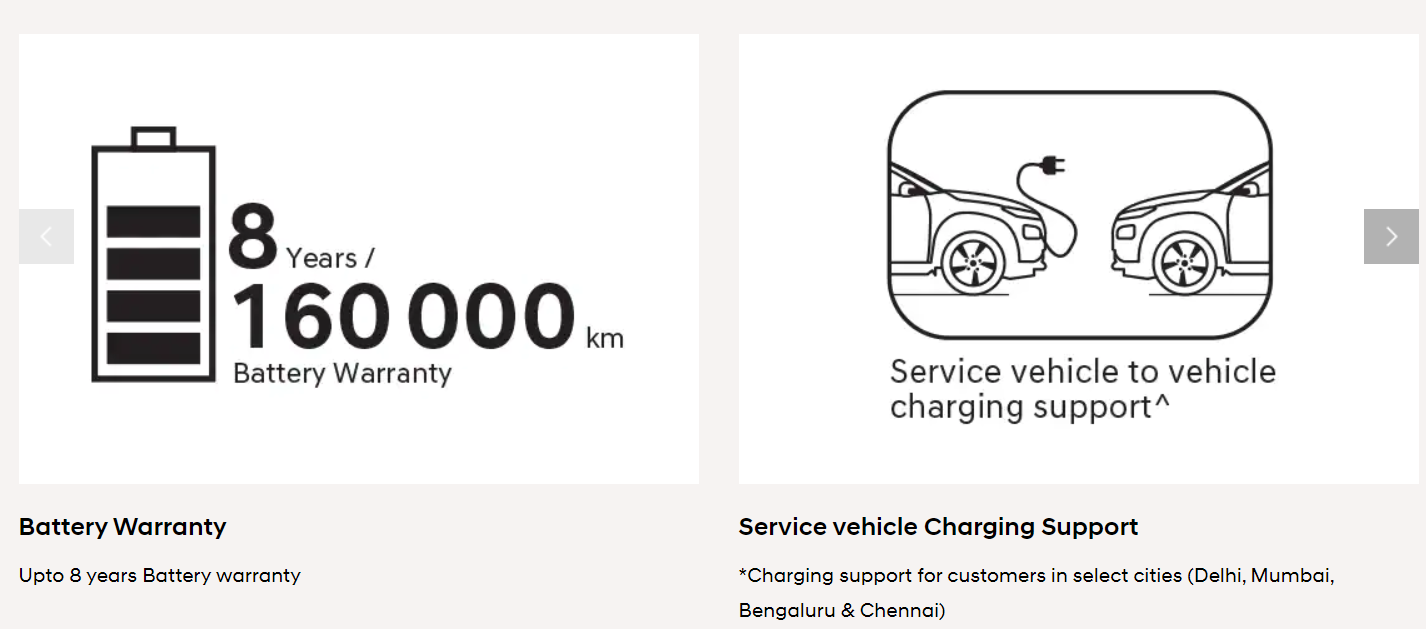 8 Years /
160 000 km
Battery Warranty
Service vehicle to vehicle
charging support^
Battery Warranty
Upto 8 years Battery warranty
Service vehicle Charging Support
*Charging support for customers in select cities (Delhi, Mumbai,
Bengaluru & Chennai)